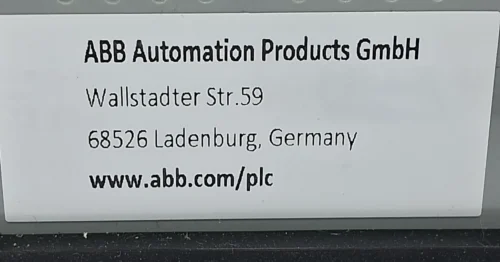 ABB Automation Products GmbH
Wallstadter Str.59
68526 Ladenburg, Germany
www.abb.com/plc